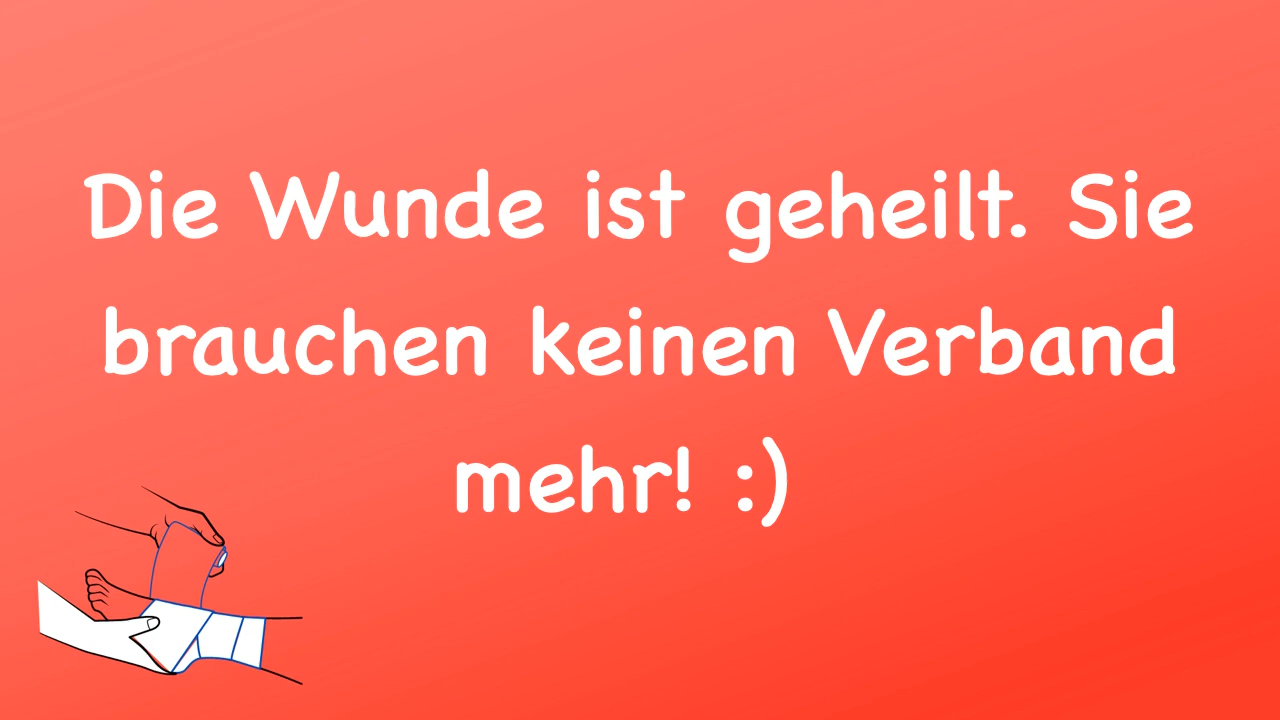 Die Wunde ist geheilt. Sie
brauchen keinen Verband
mehr! :)